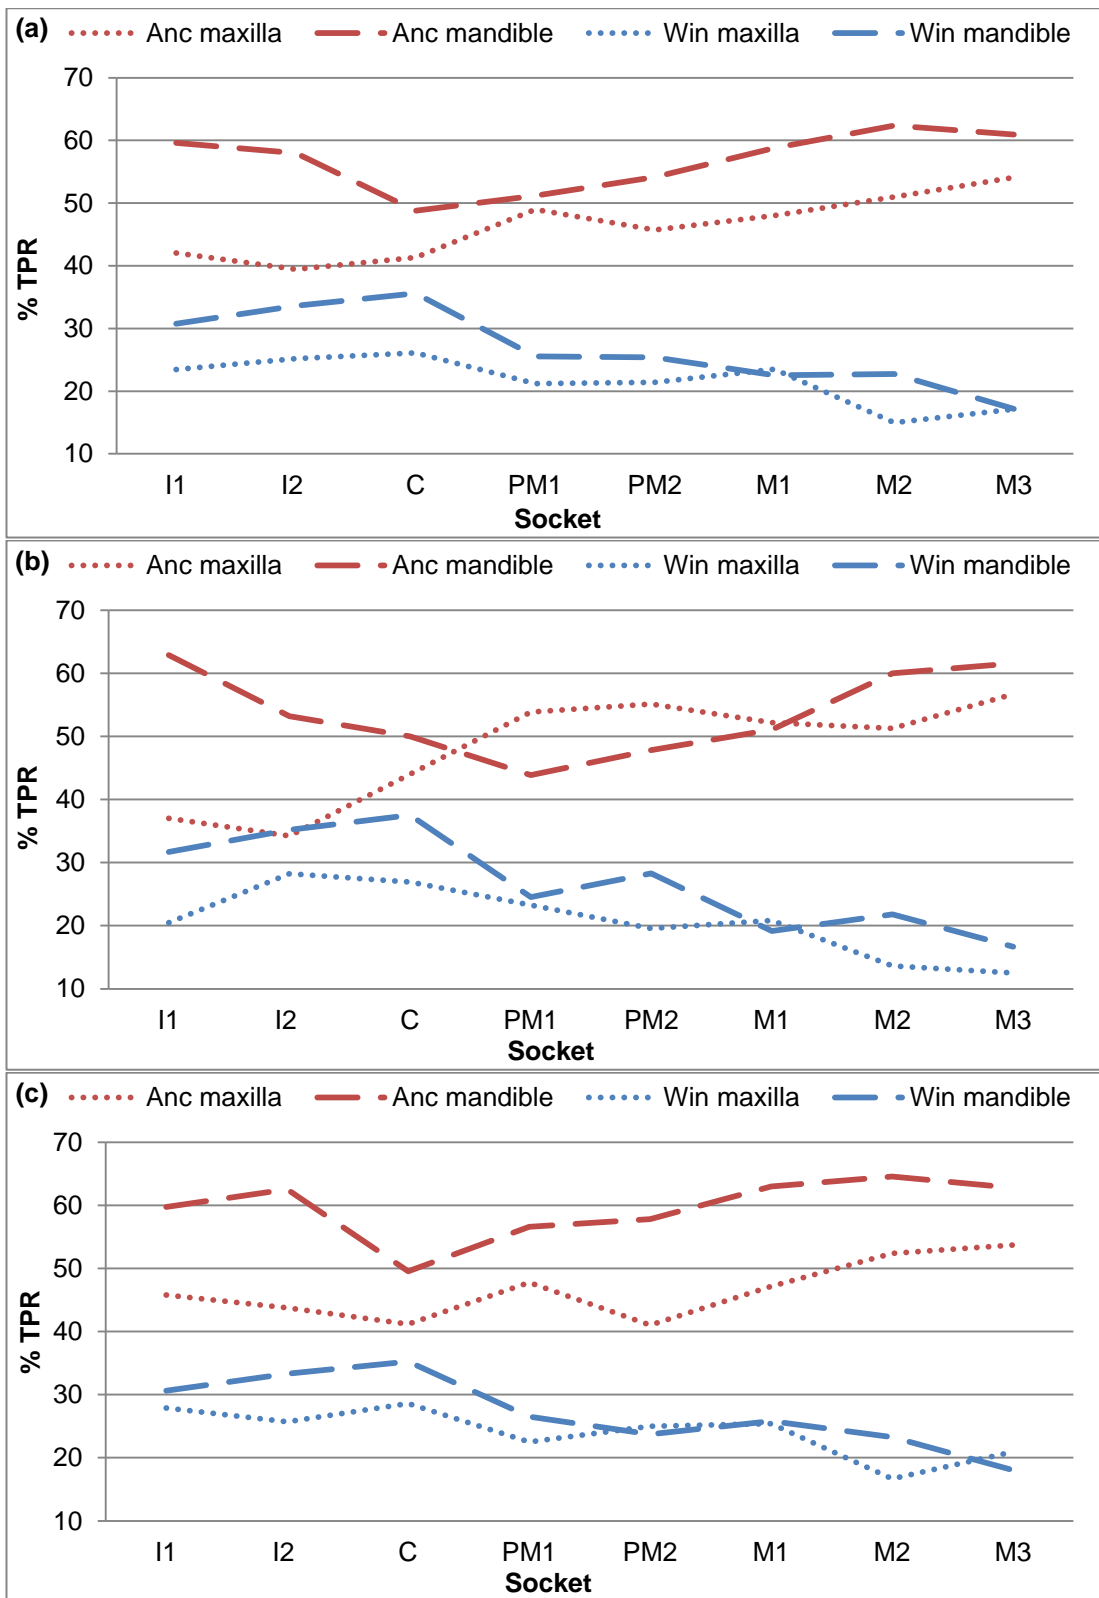 (a) Anc maxilla Anc mandible Win maxilla Win mandible
70
60
50
40
30
20
10
% TPR
I1 I2 C PM1 PM2 M1 M2 M3
Socket
(b) Anc maxilla Anc mandible Win maxilla Win mandible
70
60
50
40
30
20
10
% TPR
I1 I2 C PM1 PM2 M1 M2 M3
Socket
(c) Anc maxilla Anc mandible Win maxilla Win mandible
70
60
50
40
30
20
10
% TPR
I1 I2 C PM1 PM2 M1 M2 M3
Socket